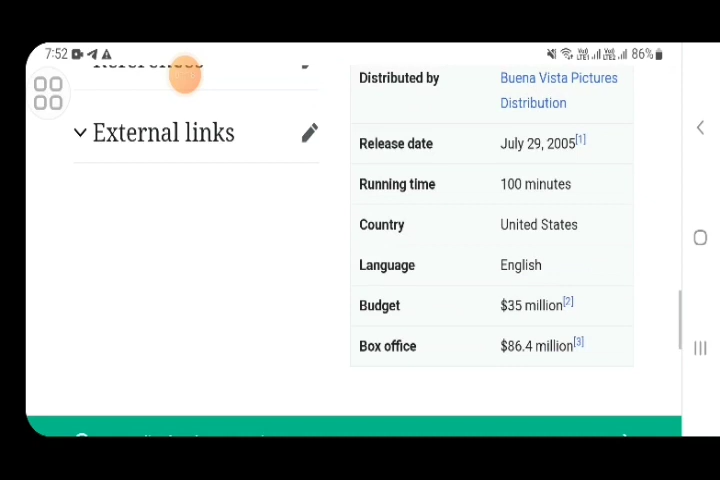 7:52
86%
References
Distributed by Buena Vista Pictures
Distribution
External links
Release date July 29, 2005[1]
Running time 100 minutes
Country United States
Language English
Budget $35 million[2]
Box office $86.4 million[3]